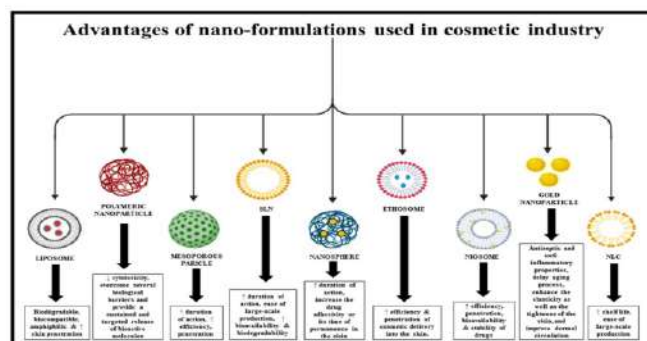 Advantages of nano-formulations used in cosmetic industry
LIPOSOME
Biodegradable,
biocompatible,
amphiphilic & ↑
skin penetration
POLYMERIC
NANOPARTICLE
↓ cytotoxicity,
overcome several
biological
barriers and
provide a
sustained and
targeted release
of bioactive
molecules
MESOPOROUS PARICLE
↑ duration
of action, ↑
efficiency,
penetration
SLN
↑ duration of
action, ease of
large-scale
production, ↑
bioavailability &
biodegradability
NANOSPHERE
↑ duration of
action,
increase the
drug
or its time of
permanence in
the skin
ETHOSOME
↑ efficiency &
penetration of
cosmetic delivery
into the skin.
NIOSOME
↑ efficiency,
penetration,
bioavailability &
stability of
drugs
GOLD
NANOPARTICLE
Antiseptic and
anti
inflammatory
properties,
delay aging
process,
enhance the
elasticity as well
as the
tightness of the
skin, and
improve dermal
circulation
NLC
↑ shelf life,
ease of
large-scale
production